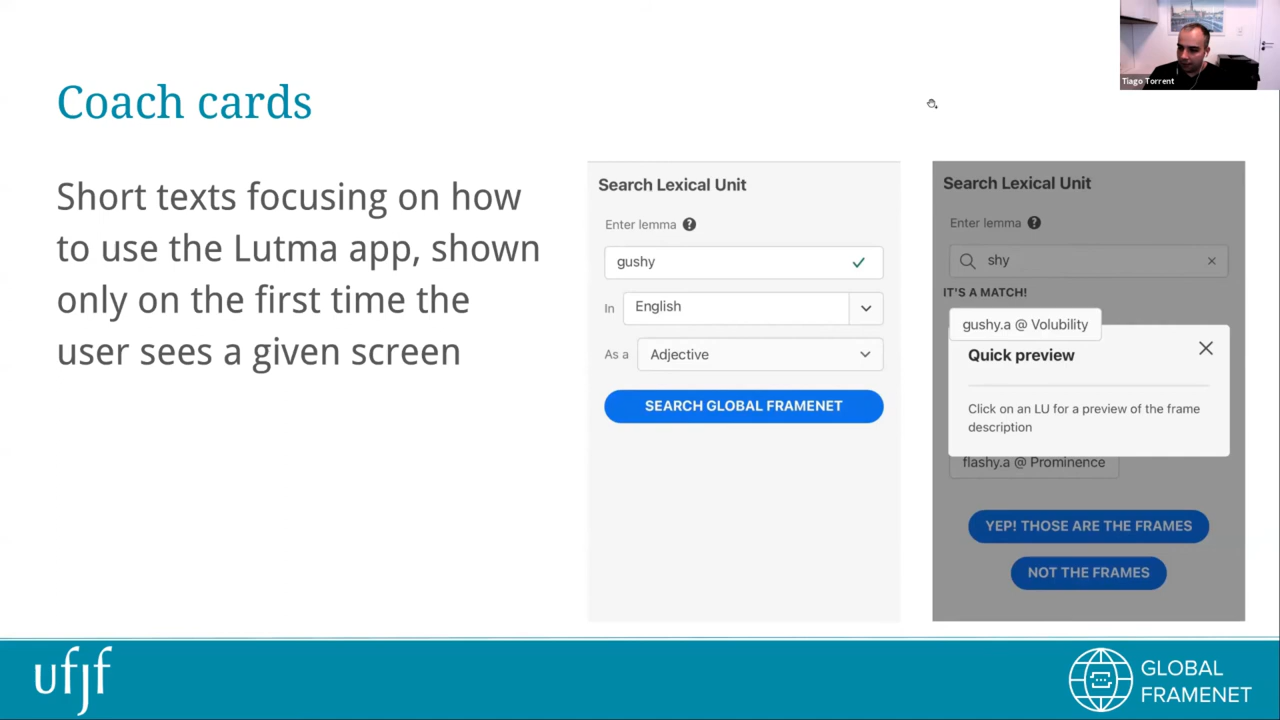 Tiago Torrent
Coach cards
Short texts focusing on how
to use the Lutma app, shown
only on the first time the
user sees a given screen
Search Lexical Unit
Enter lemma ?
gushy
In English
As a Adjective
SEARCH GLOBAL FRAMENET
Search Lexical Unit
Enter lemma ?
shy
IT'S A MATCH!
gushy.a @ Volubility
Quick preview
Click on an LU for a preview of the frame
description
flashy.a @ Prominence
YEP! THOSE ARE THE FRAMES
NOT THE FRAMES
ufjf
GLOBAL
FRAMENET